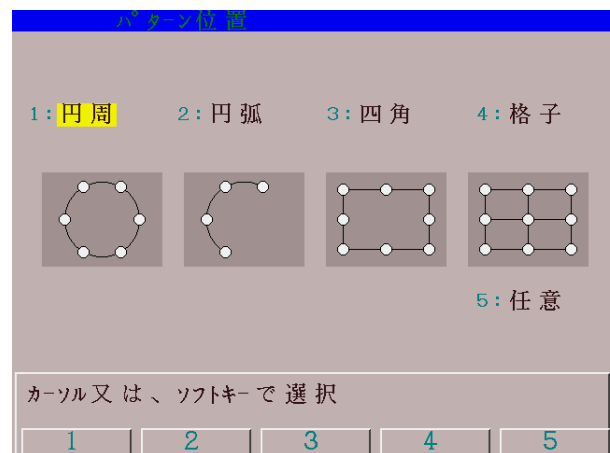 パターン位置
1:円周 2:円弧 3:四角 4:格子
5:任意
カーソル又は、ソフトキーで選択
1 2 3 4 5